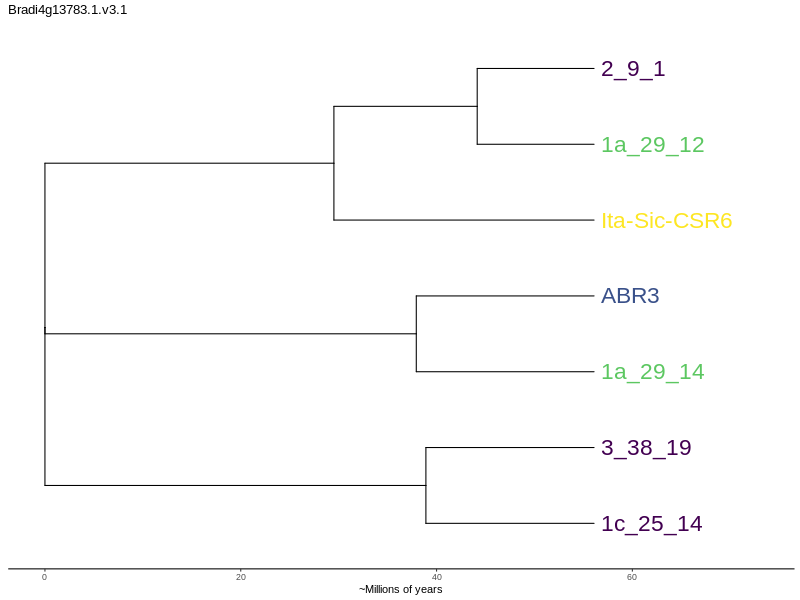 Bradi4g13783.1.v3.1
2_9_1
1a_29_12
Ita-Sic-CSR6
ABR3
1a_29_14
3_38_19
1c_25_14
0 20 40 60
~Millions of years